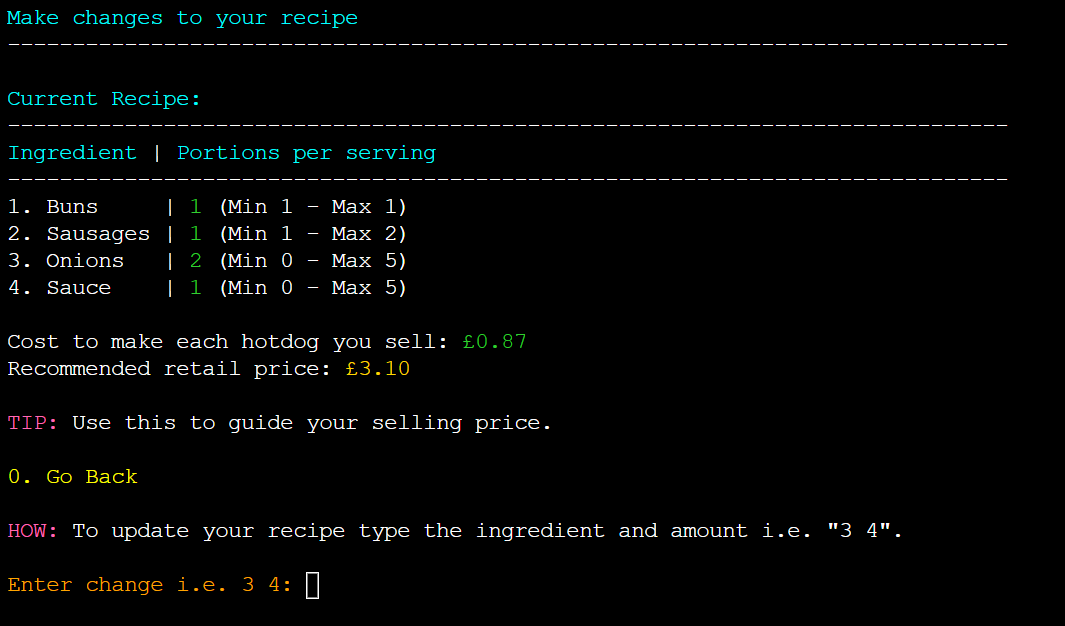 Make changes to your recipe
-----------------------------------------------------------------------------
Current Recipe:
-----------------------------------------------------------------------------
Ingredient | Portions per serving
-----------------------------------------------------------------------------
1. Buns     | 1 (Min 1 - Max 1)
2. Sausages | 1 (Min 1 - Max 2)
3. Onions   | 2 (Min 0 - Max 5)
4. Sauce    | 1 (Min 0 - Max 5)
Cost to make each hotdog you sell: £0.87
Recommended retail price: £3.10
TIP: Use this to guide your selling price.
0. Go Back
HOW: To update your recipe type the ingredient and amount i.e. "3 4".
Enter change i.e. 3 4: